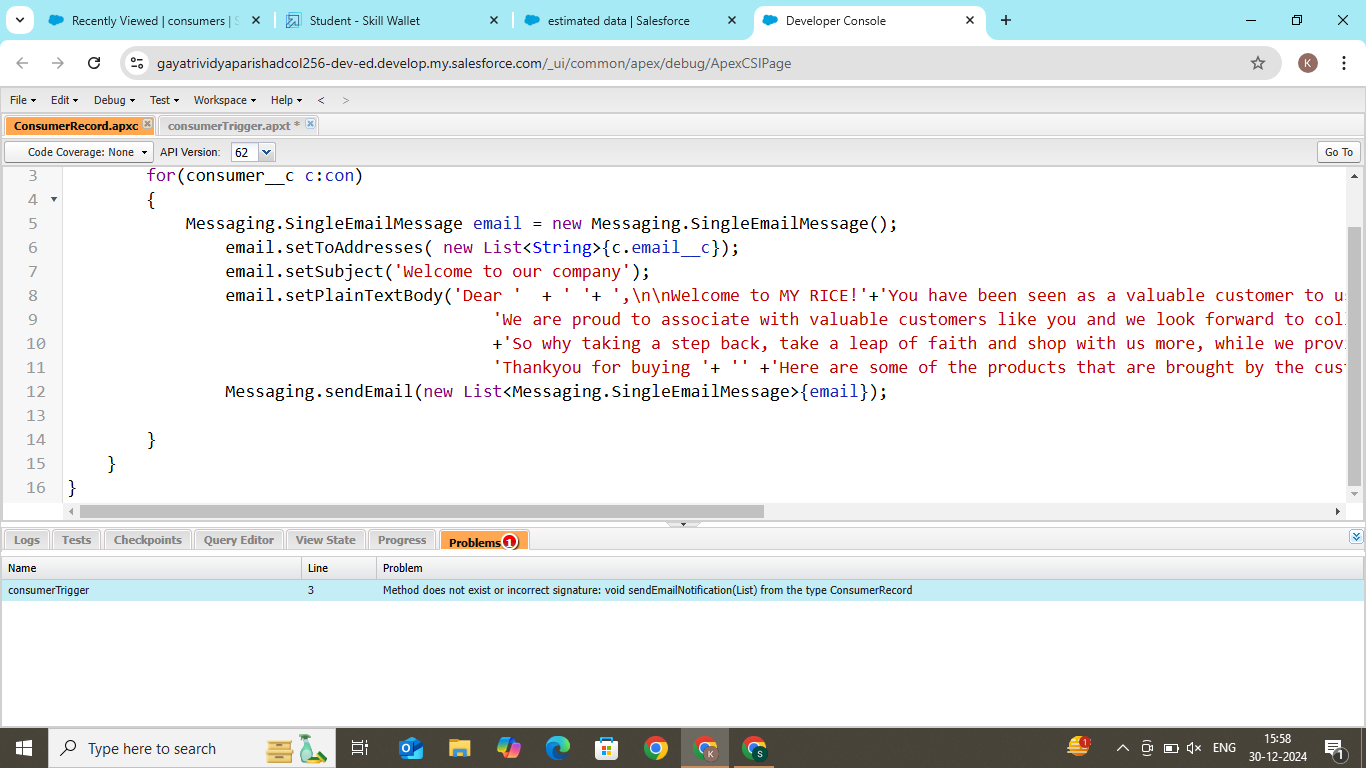 Recently Viewed | consumers | S
Student - Skill Wallet
estimated data | Salesforce
Developer Console
gayatrividyaparishadcol256-dev-ed.develop.my.salesforce.com/_ui/common/apex/debug/ApexCSIPage
K
File Edit Debug Test Workspace Help < >
ConsumerRecord.apxc
consumerTrigger.apxt *
Code Coverage: None API Version: 62 Go To
3 for(consumer__c c:con)
4 {
5 Messaging.SingleEmailMessage email = new Messaging.SingleEmailMessage();
6 email.setToAddresses( new List<String>{c.email__c});
7 email.setSubject('Welcome to our company');
8 email.setPlainTextBody('Dear '  + ' '+ ',\n\nWelcome to MY RICE!'+'You have been seen as a valuable customer to us
9 'We are proud to associate with valuable customers like you and we look forward to coll
10 +'So why taking a step back, take a leap of faith and shop with us more, while we provi
11 'Thankyou for buying '+ '' +'Here are some of the products that are brought by the cust
12 Messaging.sendEmail(new List<Messaging.SingleEmailMessage>{email});
13
14 }
15 }
16 }
Logs Tests Checkpoints Query Editor View State Progress Problems 1
Name Line Problem
consumerTrigger 3 Method does not exist or incorrect signature: void sendEmailNotification(List) from the type ConsumerRecord
Type here to search
K
S
1
ENG
15:58
30-12-2024
1